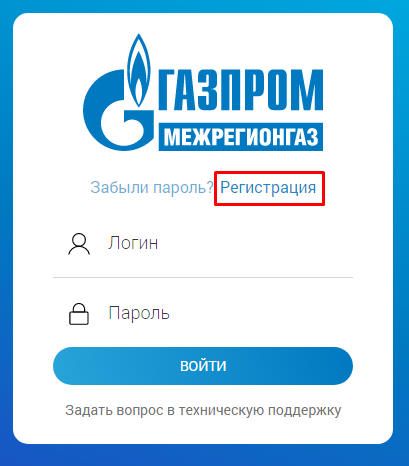 ГАЗПРОМ
МЕЖРЕГИОНГАЗ
Забыли пароль? Регистрация
Логин
Пароль
ВОЙТИ
Задать вопрос в техническую поддержку